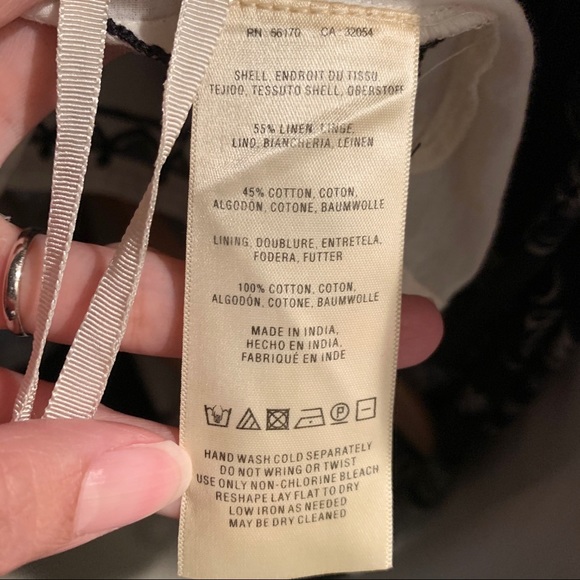 RN 66170 CA - 32054
SHELL, ENDROIT DU TISSU
TEJIDO, TESSUTO SHELL, OBERSTOFF
55% LINEN, LINGE,
LINO, BIANCHERIA, LEINEN
45% COTTON, COTON,
ALGODÓN, COTONE, BAUMWOLLE
LINING, DOUBLURE, ENTRETELA,
FODERA, FUTTER
100% COTTON, COTON,
ALGODÓN, COTONE, BAUMWOLLE
MADE IN INDIA,
HECHO EN INDIA,
FABRIQUÉ EN INDE
HAND WASH COLD SEPARATELY
DO NOT WRING OR TWIST
USE ONLY NON-CHLORINE BLEACH
RESHAPE LAY FLAT TO DRY
LOW IRON AS NEEDED
MAY BE DRY CLEANED